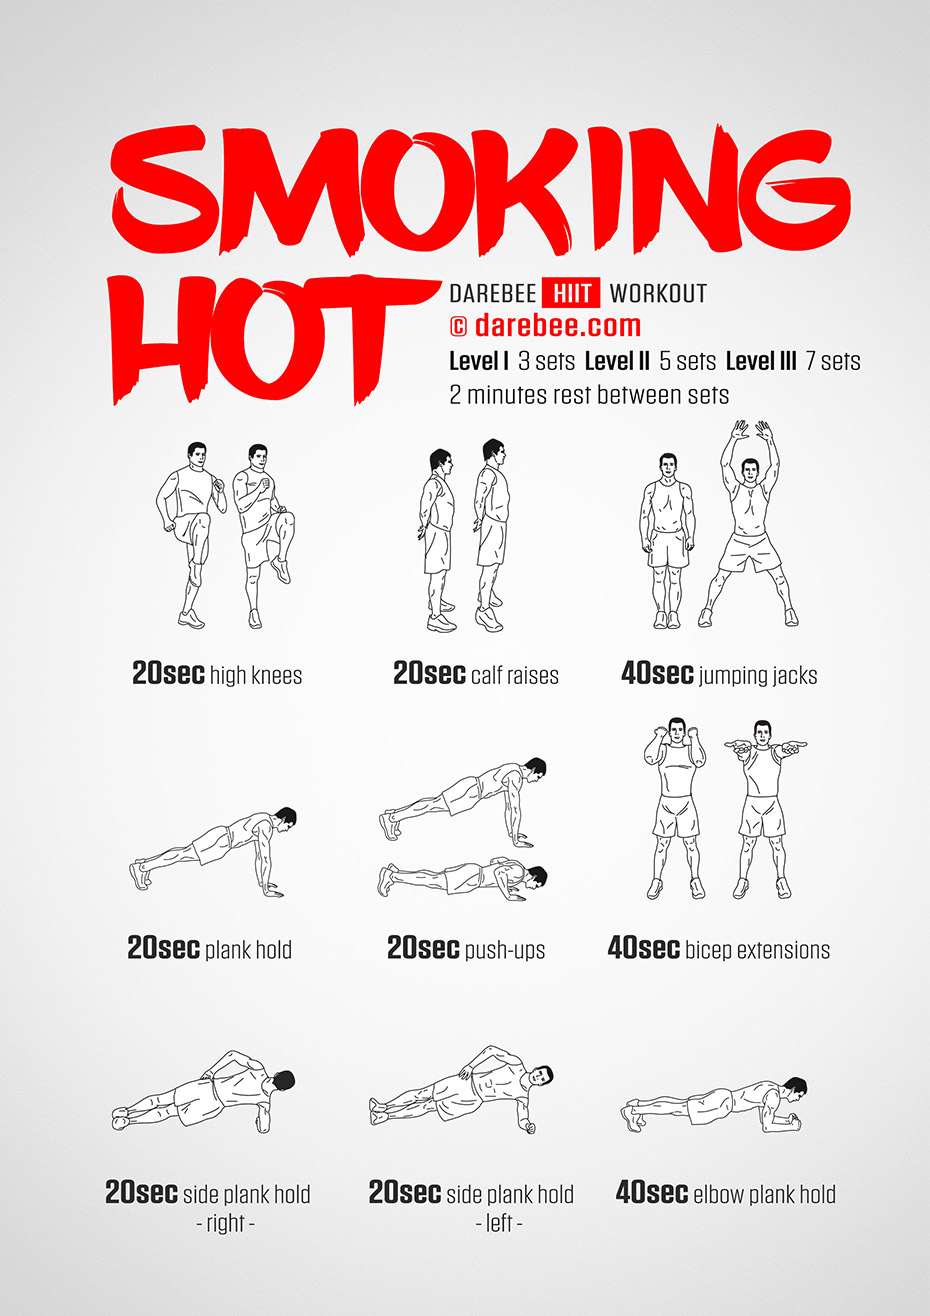 SMOKING
HOT
DAREBEE HIIT WORKOUT
© darebee.com
Level I 3 sets Level II 5 sets Level III 7 sets
2 minutes rest between sets
20sec high knees
20sec calf raises
40sec jumping jacks
20sec plank hold
20sec push-ups
40sec bicep extensions
20sec side plank hold
- right -
20sec side plank hold
- left -
40sec elbow plank hold